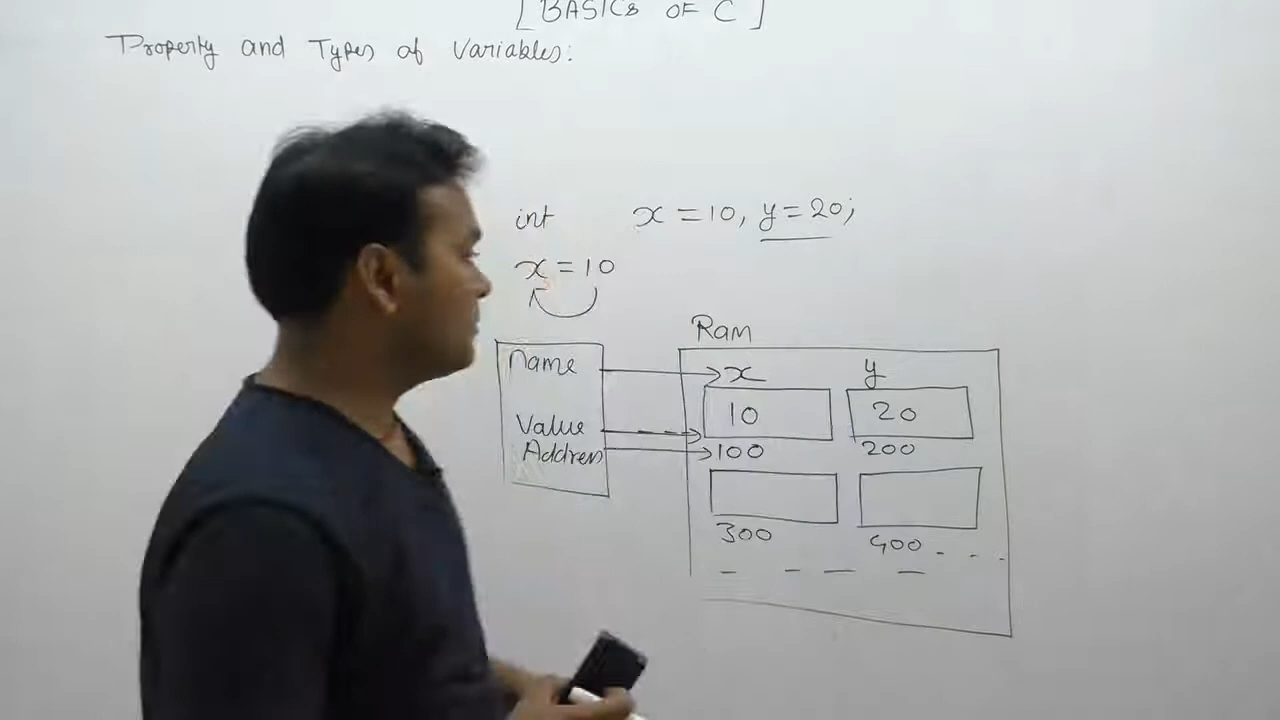 [BASICS OF C]
Property and Types of Variables:
int x = 10, y = 20;
x = 10
Ram
Name x y
10 20
Value
Address 100 200
300 400 - - -